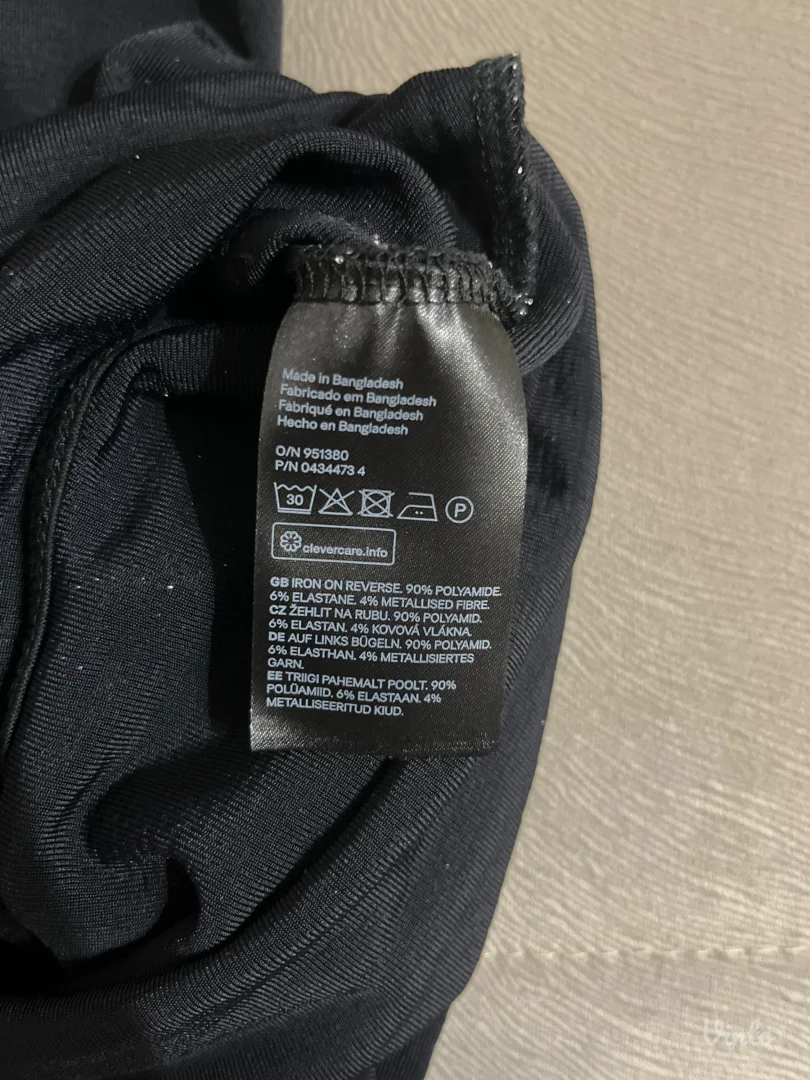 Made in Bangladesh
Fabricado em Bangladesh
Fabriqué en Bangladesh
Hecho en Bangladesh
O/N 951380
P/N 0434473 4
30 P
clevercare.info
GB IRON ON REVERSE. 90% POLYAMIDE.
6% ELASTANE. 4% METALLISED FIBRE.
CZ ŽEHLIT NA RUBU. 90% POLYAMID.
6% ELASTAN. 4% KOVOVÁ VLÁKNA.
DE AUF LINKS BÜGELN. 90% POLYAMID.
6% ELASTHAN. 4% METALLISIERTES
GARN.
EE TRIIGI PAHEMALT POOLT. 90%
POLÜAMIID. 6% ELASTAAN. 4%
METALLISEERITUD KIUD.